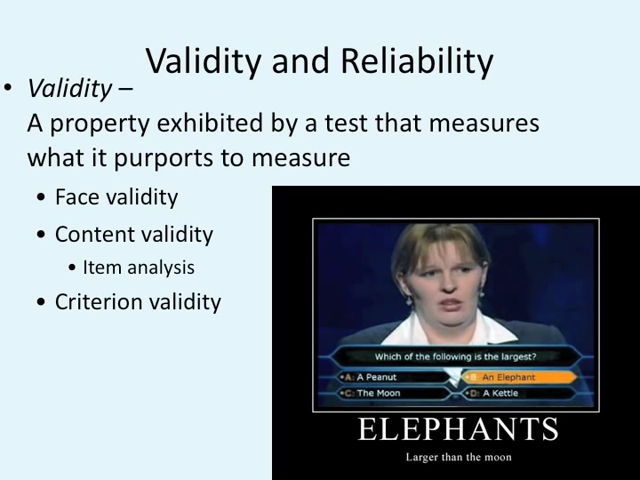 Validity and Reliability
• Validity –
A property exhibited by a test that measures
what it purports to measure
• Face validity
• Content validity
• Item analysis
• Criterion validity
Which of the following is the largest?
A: A Peanut
B: An Elephant
C: The Moon
D: A Kettle
ELEPHANTS
Larger than the moon